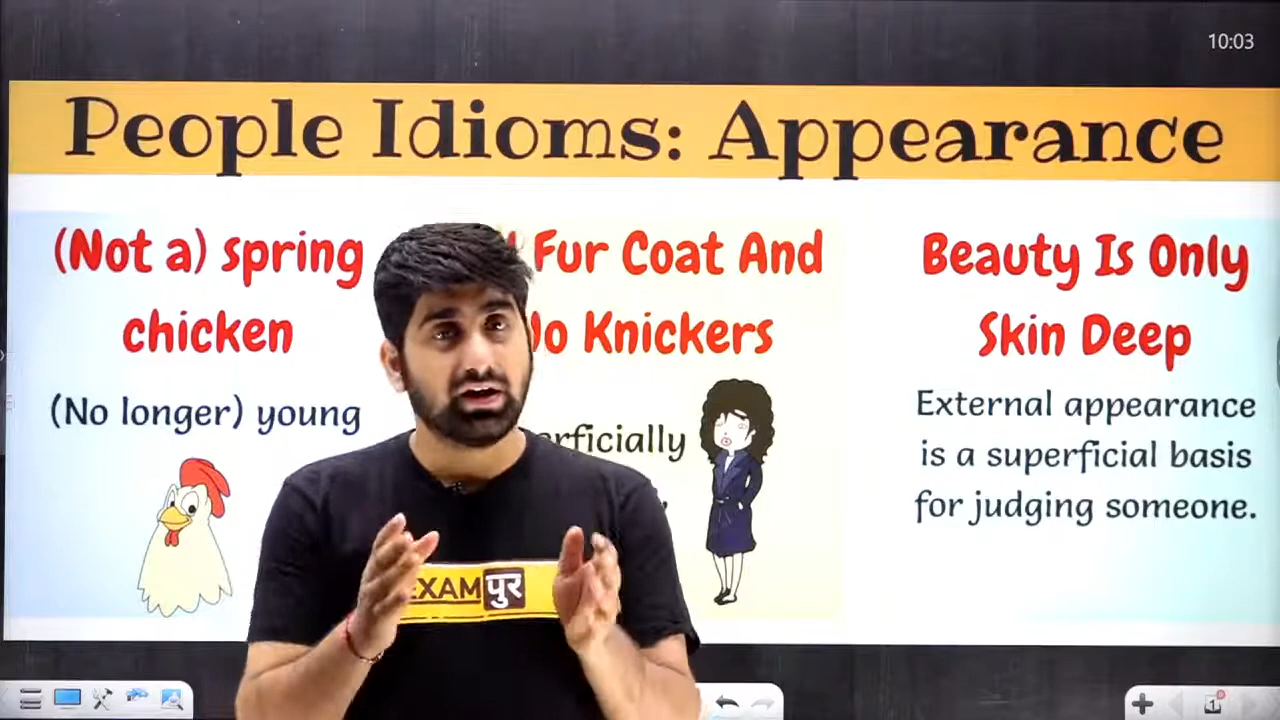 10:03
People Idioms: Appearance
(Not a) spring
chicken
(No longer) young
Fur Coat And
Knickers
Beauty Is Only
Skin Deep
External appearance
is a superficial basis
for judging someone.
EXAMपुर
1